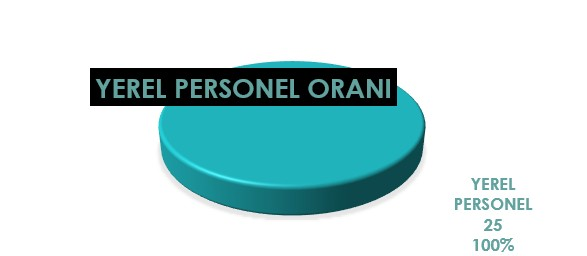 YEREL PERSONEL ORANI
YEREL
PERSONEL
25
100%